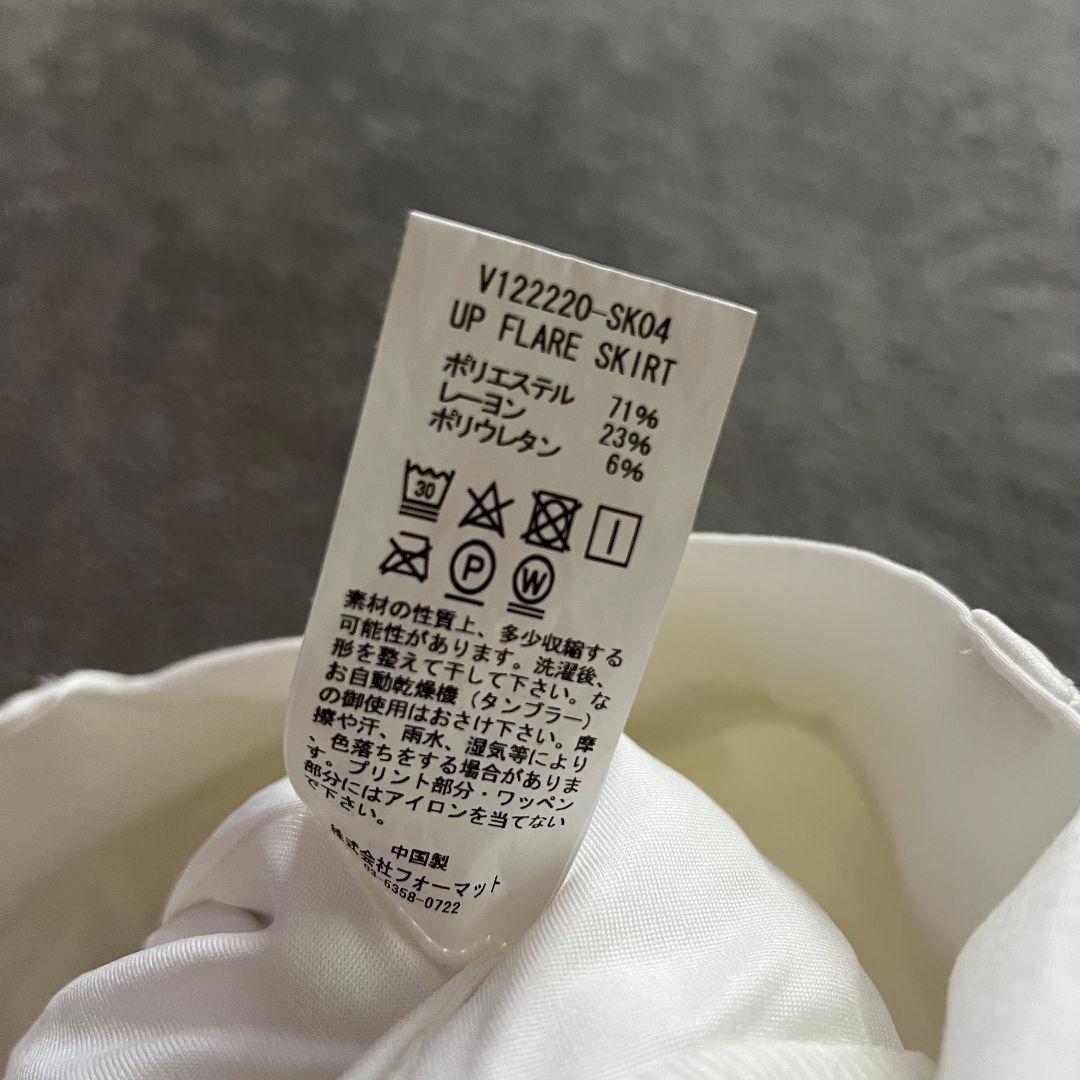 V122220-SK04
UP FLARE SKIRT
ポリエステル 71%
レーヨン 23%
ポリウレタン 6%
30
P W
素材の性質上、多少収縮する
可能性があります。洗濯後、
形を整えて干して下さい。な
お自動乾燥機（タンブラー）
の御使用はおさけ下さい。摩
擦や汗、雨水、湿気等により
、色落ちをする場合がありま
す。プリント部分・ワッペン
部分にはアイロンを当てない
で下さい。
中国製
株式会社フォーマット
03-5358-0722